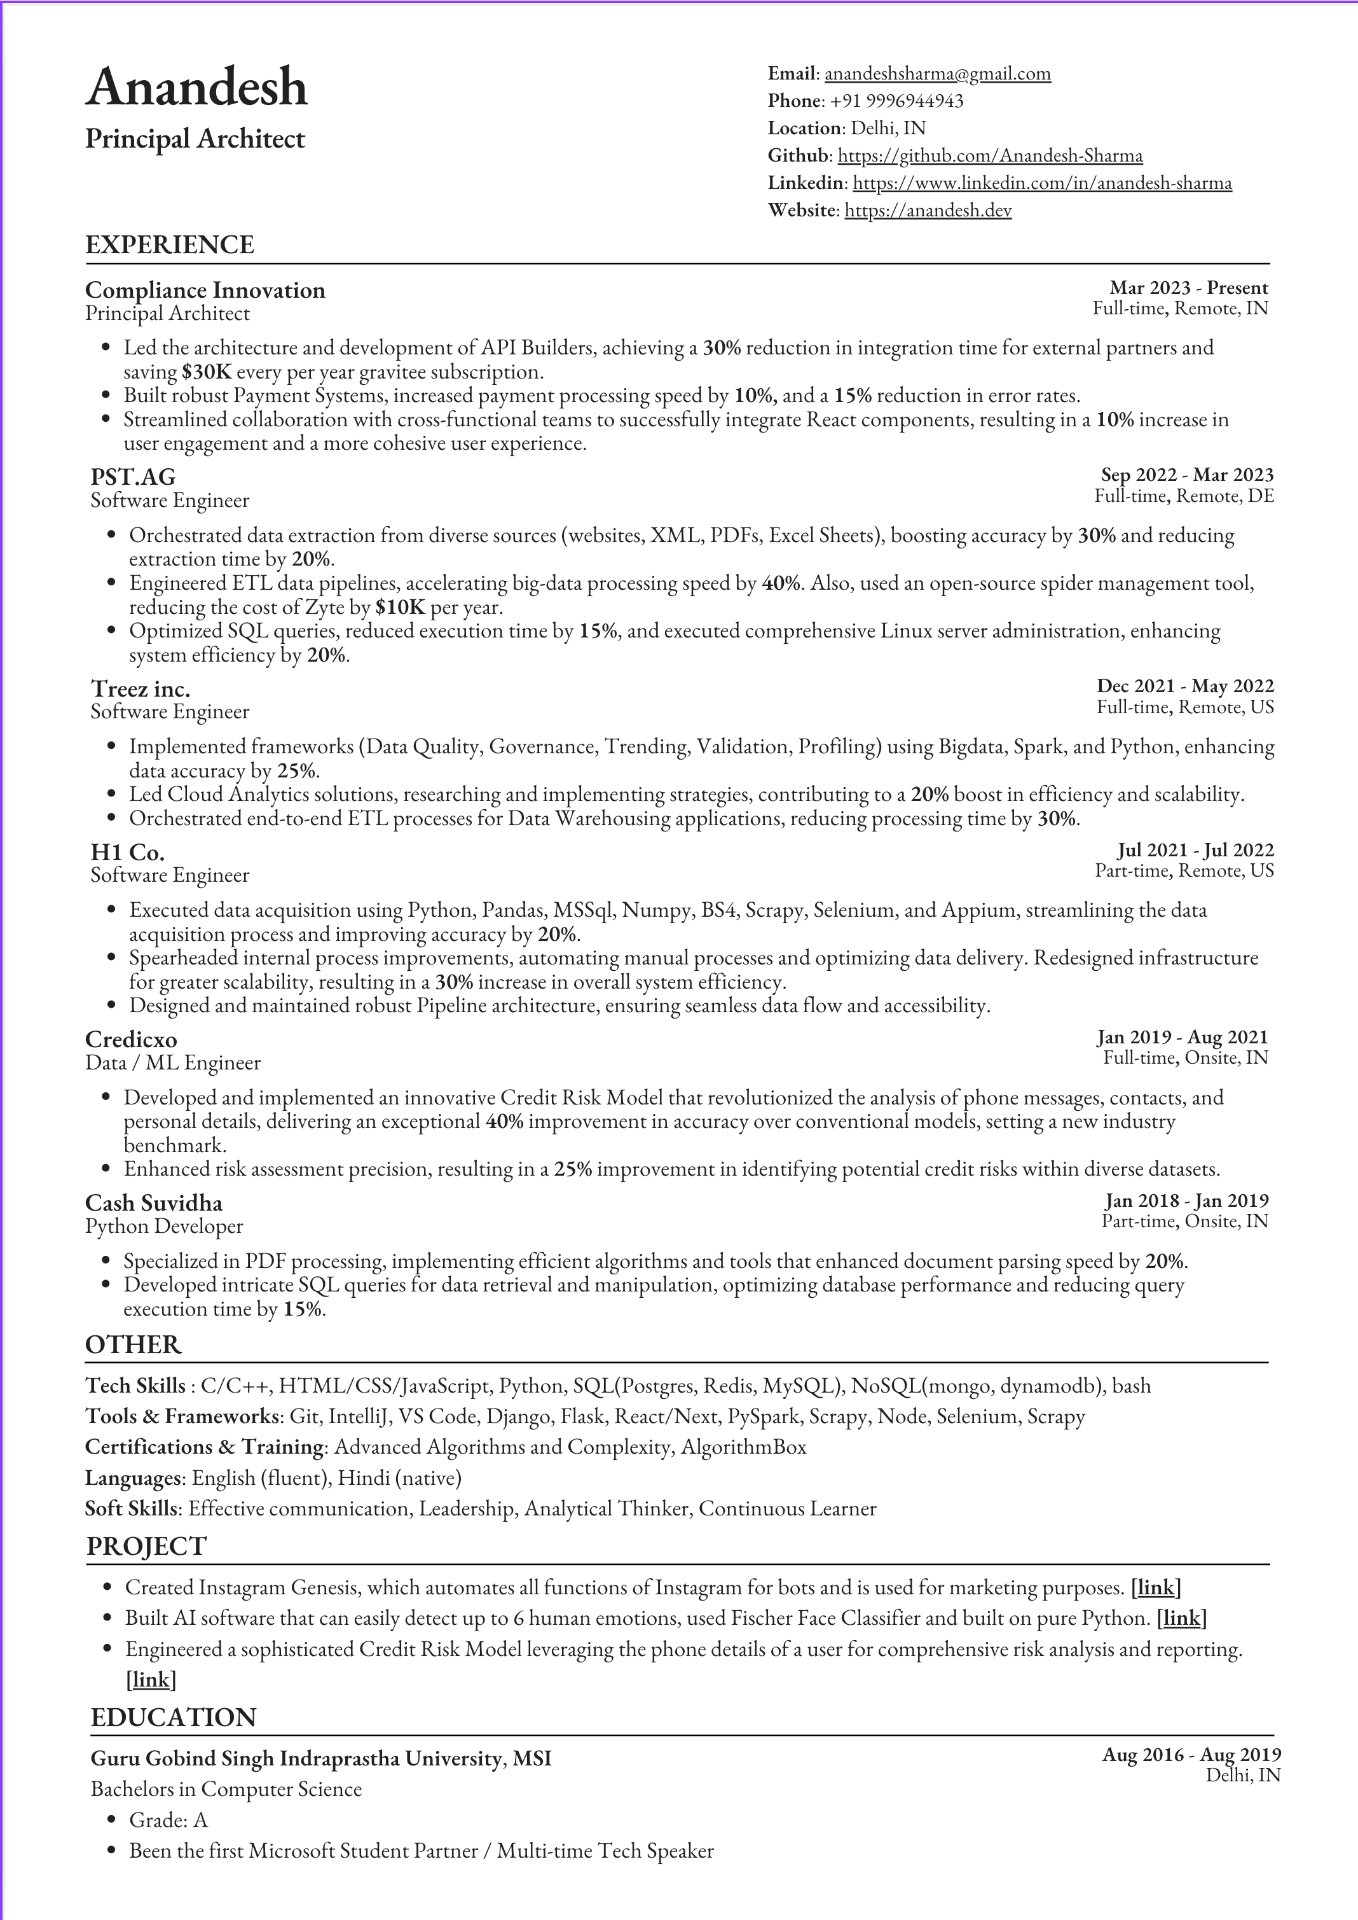 Anandesh
Principal Architect
Email: anandeshsharma@gmail.com
Phone: +91 9996944943
Location: Delhi, IN
Github: https://github.com/Anandesh-Sharma
Linkedin: https://www.linkedin.com/in/anandesh-sharma
Website: https://anandesh.dev
EXPERIENCE
Compliance Innovation
Mar 2023 - Present
Principal Architect
Full-time, Remote, IN
• Led the architecture and development of API Builders, achieving a 30% reduction in integration time for external partners and
saving $30K every per year gravitee subscription.
• Built robust Payment Systems, increased payment processing speed by 10%, and a 15% reduction in error rates.
• Streamlined collaboration with cross-functional teams to successfully integrate React components, resulting in a 10% increase in
user engagement and a more cohesive user experience.
PST.AG
Sep 2022 - Mar 2023
Software Engineer
Full-time, Remote, DE
• Orchestrated data extraction from diverse sources (websites, XML, PDFs, Excel Sheets), boosting accuracy by 30% and reducing
extraction time by 20%.
• Engineered ETL data pipelines, accelerating big-data processing speed by 40%. Also, used an open-source spider management tool,
reducing the cost of Zyte by $10K per year.
• Optimized SQL queries, reduced execution time by 15%, and executed comprehensive Linux server administration, enhancing
system efficiency by 20%.
Treez inc.
Dec 2021 - May 2022
Software Engineer
Full-time, Remote, US
• Implemented frameworks (Data Quality, Governance, Trending, Validation, Profiling) using Bigdata, Spark, and Python, enhancing
data accuracy by 25%.
• Led Cloud Analytics solutions, researching and implementing strategies, contributing to a 20% boost in efficiency and scalability.
• Orchestrated end-to-end ETL processes for Data Warehousing applications, reducing processing time by 30%.
H1 Co.
Jul 2021 - Jul 2022
Software Engineer
Part-time, Remote, US
• Executed data acquisition using Python, Pandas, MSSql, Numpy, BS4, Scrapy, Selenium, and Appium, streamlining the data
acquisition process and improving accuracy by 20%.
• Spearheaded internal process improvements, automating manual processes and optimizing data delivery. Redesigned infrastructure
for greater scalability, resulting in a 30% increase in overall system efficiency.
• Designed and maintained robust Pipeline architecture, ensuring seamless data flow and accessibility.
Credicxo
Jan 2019 - Aug 2021
Data / ML Engineer
Full-time, Onsite, IN
• Developed and implemented an innovative Credit Risk Model that revolutionized the analysis of phone messages, contacts, and
personal details, delivering an exceptional 40% improvement in accuracy over conventional models, setting a new industry
benchmark.
• Enhanced risk assessment precision, resulting in a 25% improvement in identifying potential credit risks within diverse datasets.
Cash Suvidha
Jan 2018 - Jan 2019
Python Developer
Part-time, Onsite, IN
• Specialized in PDF processing, implementing efficient algorithms and tools that enhanced document parsing speed by 20%.
• Developed intricate SQL queries for data retrieval and manipulation, optimizing database performance and reducing query
execution time by 15%.
OTHER
Tech Skills : C/C++, HTML/CSS/JavaScript, Python, SQL(Postgres, Redis, MySQL), NoSQL(mongo, dynamodb), bash
Tools & Frameworks: Git, IntelliJ, VS Code, Django, Flask, React/Next, PySpark, Scrapy, Node, Selenium, Scrapy
Certifications & Training: Advanced Algorithms and Complexity, AlgorithmBox
Languages: English (fluent), Hindi (native)
Soft Skills: Effective communication, Leadership, Analytical Thinker, Continuous Learner
PROJECT
• Created Instagram Genesis, which automates all functions of Instagram for bots and is used for marketing purposes. [link]
• Built AI software that can easily detect up to 6 human emotions, used Fischer Face Classifier and built on pure Python. [link]
• Engineered a sophisticated Credit Risk Model leveraging the phone details of a user for comprehensive risk analysis and reporting.
[link]
EDUCATION
Guru Gobind Singh Indraprastha University, MSI
Aug 2016 - Aug 2019
Delhi, IN
Bachelors in Computer Science
• Grade: A
• Been the first Microsoft Student Partner / Multi-time Tech Speaker